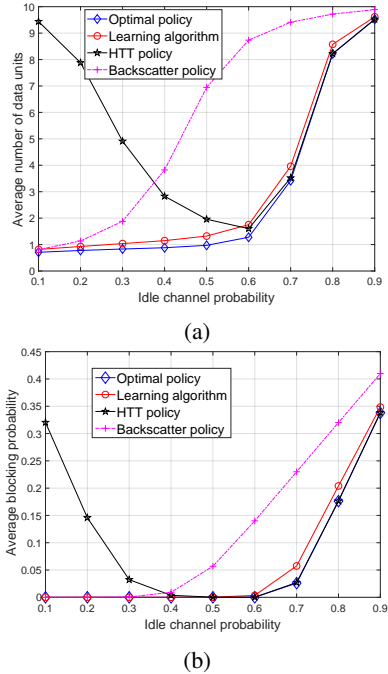 10
9
8
7
6
5
4
3
2
1
0
Average number of data units
Optimal policy
Learning algorithm
HTT policy
Backscatter policy
0.1 0.2 0.3 0.4 0.5 0.6 0.7 0.8 0.9
Idle channel probability
(a)
0.45
0.4
0.35
0.3
0.25
0.2
0.15
0.1
0.05
0
Average blocking probability
Optimal policy
Learning algorithm
HTT policy
Backscatter policy
0.1 0.2 0.3 0.4 0.5 0.6 0.7 0.8 0.9
Idle channel probability
(b)